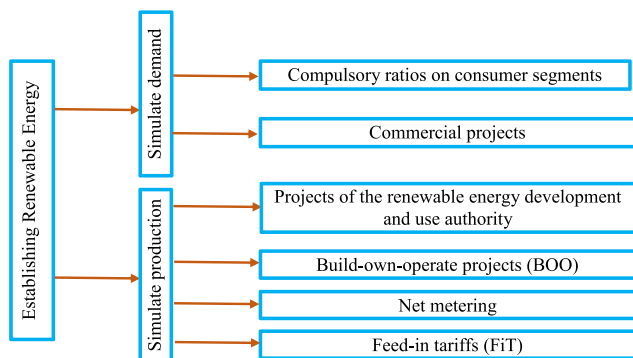 Establishing Renewable Energy
Simulate demand
Compulsory ratios on consumer segments
Commercial projects
Simulate production
Projects of the renewable energy development
and use authority
Build-own-operate projects (BOO)
Net metering
Feed-in tariffs (FiT)